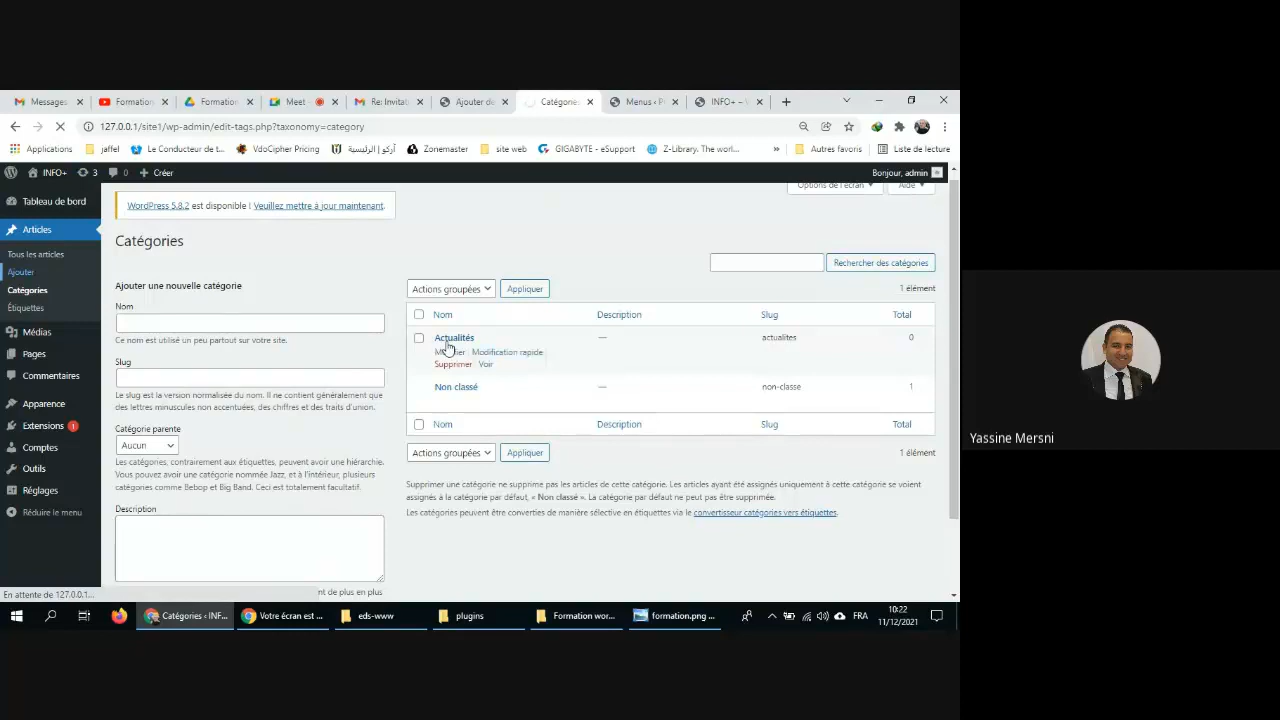 Messages
Formation
Formation
Meet
Re: Invitati
Ajouter de
Catégories
Menus ‹ P
INFO+ – V
127.0.0.1/site1/wp-admin/edit-tags.php?taxonomy=category
Applications
jaffel
Le Conducteur de t...
VdoCipher Pricing
أركو | الرئيسية
Zonemaster
site web
GIGABYTE - eSupport
Z-Library. The worl...
»
Autres favoris
Liste de lecture
INFO+
3
0
Créer
Bonjour, admin
Options de l'écran
Aide
Tableau de bord
Articles
Tous les articles
Ajouter
Catégories
Étiquettes
Médias
Pages
Commentaires
Apparence
Extensions 1
Comptes
Outils
Réglages
Réduire le menu
WordPress 5.8.2 est disponible ! Veuillez mettre à jour maintenant.
Catégories
Rechercher des catégories
Ajouter une nouvelle catégorie
Nom
Ce nom est utilisé un peu partout sur votre site.
Slug
Le slug est la version normalisée du nom. Il ne contient généralement que
des lettres minuscules non accentuées, des chiffres et des traits d'union.
Catégorie parente
Aucun
Les catégories, contrairement aux étiquettes, peuvent avoir une hiérarchie.
Vous pouvez avoir une catégorie nommée Jazz, et à l'intérieur, plusieurs
catégories comme Bebop et Big Band. Ceci est totalement facultatif.
Description
nt de plus en plus
Actions groupées
Appliquer
1 élément
Nom
Description
Slug
Total
Actualités
—
actualites
0
Modification rapide
Supprimer
Voir
Non classé
—
non-classe
1
Nom
Description
Slug
Total
Actions groupées
Appliquer
1 élément
Supprimer une catégorie ne supprime pas les articles de cette catégorie. Les articles ayant été assignés uniquement à cette catégorie se voient
assignés à la catégorie par défaut, « Non classé ». La catégorie par défaut ne peut pas être supprimée.
Les catégories peuvent être converties de manière sélective en étiquettes via le convertisseur catégories vers étiquettes.
En attente de 127.0.0.1...
Catégories ‹ INF...
Votre écran est ...
eds-www
plugins
Formation wor...
formation.png ...
FRA
10:22
11/12/2021
Yassine Mersni